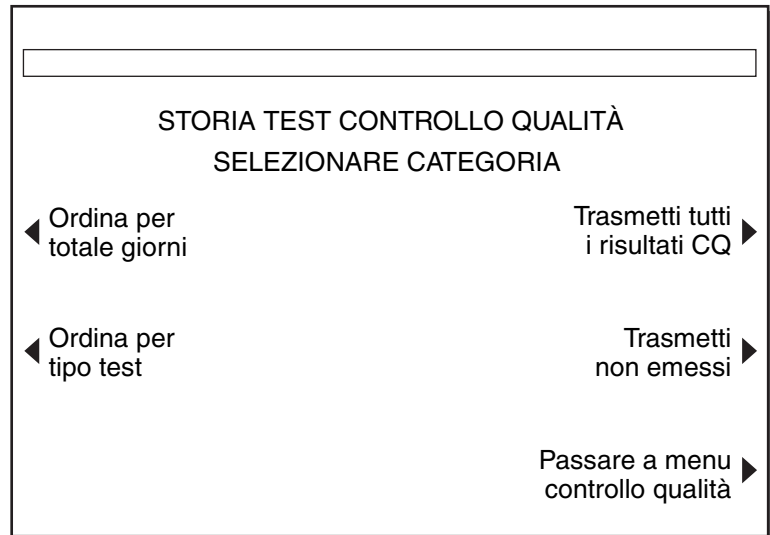 STORIA TEST CONTROLLO QUALITÀ
SELEZIONARE CATEGORIA
Ordina per
totale giorni
Trasmetti tutti
i risultati CQ
Ordina per
tipo test
Trasmetti
non emessi
Passare a menu
controllo qualità